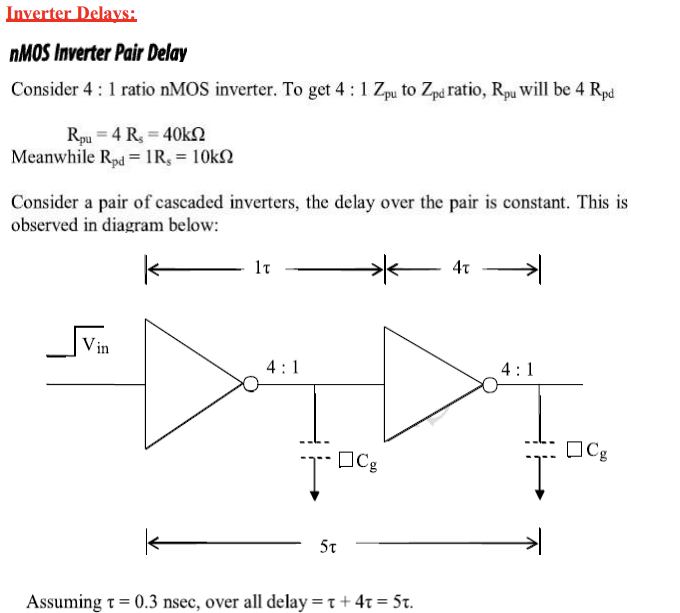 Inverter Delays:
nMOS Inverter Pair Delay
Consider 4 : 1 ratio nMOS inverter. To get 4 : 1 Zpu to Zpd ratio, Rpu will be 4 Rpd
Rpu = 4 Rs = 40kΩ
Meanwhile Rpd = 1Rs = 10kΩ
Consider a pair of cascaded inverters, the delay over the pair is constant. This is
observed in diagram below:
1τ 4τ
Vin
4 : 1 4 : 1
□Cg □Cg
5τ
Assuming τ = 0.3 nsec, over all delay = τ + 4τ = 5τ.